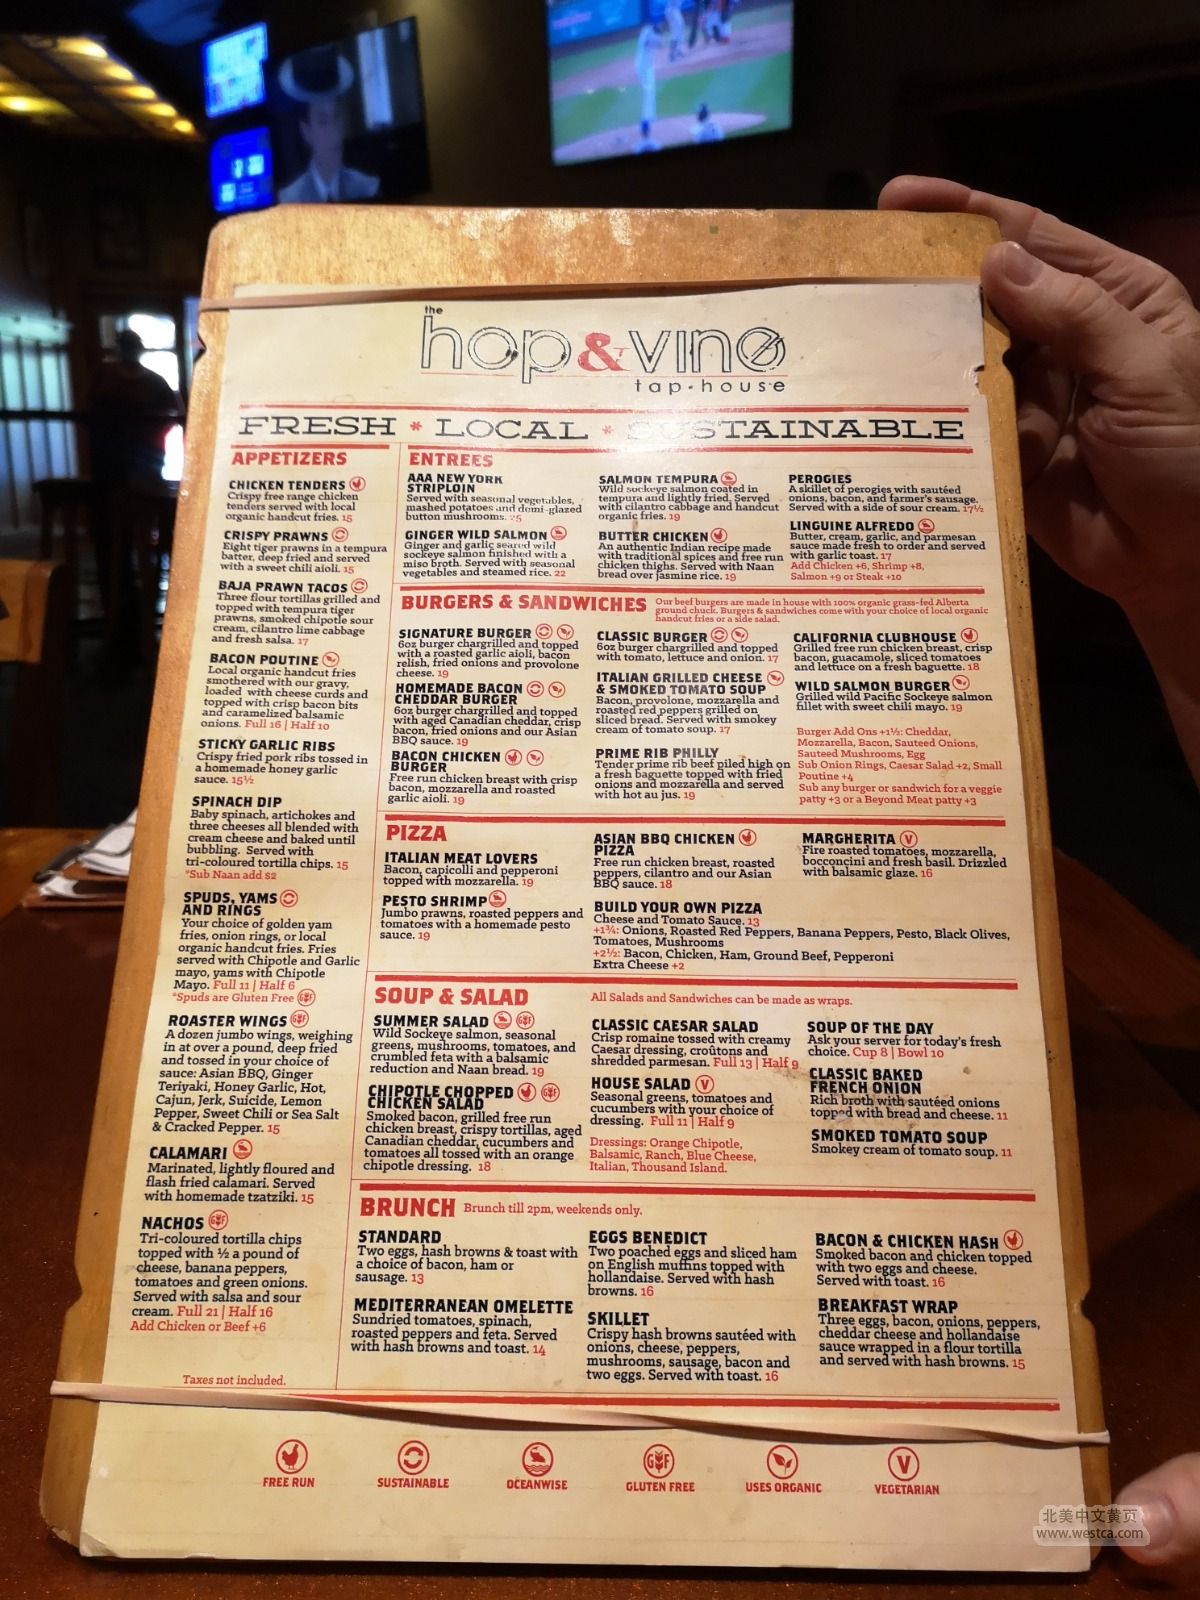 the
hop & vine
tap·house
FRESH * LOCAL * SUSTAINABLE
APPETIZERS
CHICKEN TENDERS
Crispy free range chicken
tenders served with local
organic handcut fries. 15
CRISPY PRAWNS
Eight tiger prawns in a tempura
batter, deep fried and served
with a sweet chili aioli. 15
BAJA PRAWN TACOS
Three flour tortillas grilled and
topped with tempura tiger
prawns, smoked chipotle sour
cream, cilantro lime cabbage
and fresh salsa. 17
BACON POUTINE
Local organic handcut fries
smothered with our gravy,
loaded with cheese curds and
topped with crisp bacon bits
and caramelized balsamic
onions. Full 16 | Half 10
STICKY GARLIC RIBS
Crispy fried pork ribs tossed in
a homemade honey garlic
sauce. 15½
SPINACH DIP
Baby spinach, artichokes and
three cheeses all blended with
cream cheese and baked until
bubbling. Served with
tri-coloured tortilla chips. 15
*Sub Naan add $2
SPUDS, YAMS
AND RINGS
Your choice of golden yam
fries, onion rings, or local
organic handcut fries. Fries
served with Chipotle and Garlic
mayo, yams with Chipotle
Mayo. Full 11 | Half 6
*Spuds are Gluten Free GF
ROASTER WINGS GF
A dozen jumbo wings, weighing
in at over a pound, deep fried
and tossed in your choice of
sauce: Asian BBQ, Ginger
Teriyaki, Honey Garlic, Hot,
Cajun, Jerk, Suicide, Lemon
Pepper, Sweet Chili or Sea Salt
& Cracked Pepper. 15
CALAMARI
Marinated, lightly floured and
flash fried calamari. Served
with homemade tzatziki. 15
NACHOS GF
Tri-coloured tortilla chips
topped with ½ a pound of
cheese, banana peppers,
tomatoes and green onions.
Served with salsa and sour
cream. Full 21 | Half 16
Add Chicken or Beef +6
Taxes not included.
ENTREES
AAA NEW YORK
STRIPLOIN
Served with seasonal vegetables,
mashed potatoes and demi-glazed
button mushrooms. 25
GINGER WILD SALMON
Ginger and garlic seared wild
sockeye salmon finished with a
miso broth. Served with seasonal
vegetables and steamed rice. 22
SALMON TEMPURA
Wild sockeye salmon coated in
tempura and lightly fried. Served
with cilantro cabbage and handcut
organic fries. 19
BUTTER CHICKEN
An authentic Indian recipe made
with traditional spices and free run
chicken thighs. Served with Naan
bread over jasmine rice. 19
PEROGIES
A skillet of perogies with sautéed
onions, bacon, and farmer's sausage.
Served with a side of sour cream. 17½
LINGUINE ALFREDO
Butter, cream, garlic, and parmesan
sauce made fresh to order and served
with garlic toast. 17
Add Chicken +6, Shrimp +8,
Salmon +9 or Steak +10
BURGERS & SANDWICHES
Our beef burgers are made in house with 100% organic grass-fed Alberta
ground chuck. Burgers & sandwiches come with your choice of local organic
handcut fries or a side salad.
SIGNATURE BURGER
6oz burger chargrilled and topped
with a roasted garlic aioli, bacon
relish, fried onions and provolone
cheese. 19
HOMEMADE BACON
CHEDDAR BURGER
6oz burger chargrilled and topped
with aged Canadian cheddar, crisp
bacon, fried onions and our Asian
BBQ sauce. 19
BACON CHICKEN
BURGER
Free run chicken breast with crisp
bacon, mozzarella and roasted
garlic aioli. 19
CLASSIC BURGER
6oz burger chargrilled and topped
with tomato, lettuce and onion. 17
ITALIAN GRILLED CHEESE
& SMOKED TOMATO SOUP
Bacon, provolone, mozzarella and
roasted red peppers grilled on
sliced bread. Served with smokey
cream of tomato soup. 17
PRIME RIB PHILLY
Tender prime rib beef piled high on
a fresh baguette topped with fried
onions and mozzarella and served
with hot au jus. 19
CALIFORNIA CLUBHOUSE
Grilled free run chicken breast, crisp
bacon, guacamole, sliced tomatoes
and lettuce on a fresh baguette. 18
WILD SALMON BURGER
Grilled wild Pacific Sockeye salmon
fillet with sweet chili mayo. 19
Burger Add Ons +1½: Cheddar,
Mozzarella, Bacon, Sauteed Onions,
Sauteed Mushrooms, Egg
Sub Onion Rings, Caesar Salad +2, Small
Poutine +4
Sub any burger or sandwich for a veggie
patty +3 or a Beyond Meat patty +3
PIZZA
ITALIAN MEAT LOVERS
Bacon, capicolli and pepperoni
topped with mozzarella. 19
PESTO SHRIMP
Jumbo prawns, roasted peppers and
tomatoes with a homemade pesto
sauce. 19
ASIAN BBQ CHICKEN
PIZZA
Free run chicken breast, roasted
peppers, cilantro and our Asian
BBQ sauce. 18
MARGHERITA V
Fire roasted tomatoes, mozzarella,
bocconcini and fresh basil. Drizzled
with balsamic glaze. 16
BUILD YOUR OWN PIZZA
Cheese and Tomato Sauce. 13
+1¾: Onions, Roasted Red Peppers, Banana Peppers, Pesto, Black Olives,
Tomatoes, Mushrooms
+2½: Bacon, Chicken, Ham, Ground Beef, Pepperoni
Extra Cheese +2
SOUP & SALAD
All Salads and Sandwiches can be made as wraps.
SUMMER SALAD GF
Wild Sockeye salmon, seasonal
greens, mushrooms, tomatoes, and
crumbled feta with a balsamic
reduction and Naan bread. 19
CHIPOTLE CHOPPED GF
CHICKEN SALAD
Smoked bacon, grilled free run
chicken breast, crispy tortillas, aged
Canadian cheddar, cucumbers and
tomatoes all tossed with an orange
chipotle dressing. 18
CLASSIC CAESAR SALAD
Crisp romaine tossed with creamy
Caesar dressing, croûtons and
shredded parmesan. Full 13 | Half 9
HOUSE SALAD V
Seasonal greens, tomatoes and
cucumbers with your choice of
dressing. Full 11 | Half 9
Dressings: Orange Chipotle,
Balsamic, Ranch, Blue Cheese,
Italian, Thousand Island.
SOUP OF THE DAY
Ask your server for today's fresh
choice. Cup 8 | Bowl 10
CLASSIC BAKED
FRENCH ONION
Rich broth with sautéed onions
topped with bread and cheese. 11
SMOKED TOMATO SOUP
Smokey cream of tomato soup. 11
BRUNCH
Brunch till 2pm, weekends only.
STANDARD
Two eggs, hash browns & toast with
a choice of bacon, ham or
sausage. 13
MEDITERRANEAN OMELETTE
Sundried tomatoes, spinach,
roasted peppers and feta. Served
with hash browns and toast. 14
EGGS BENEDICT
Two poached eggs and sliced ham
on English muffins topped with
hollandaise. Served with hash
browns. 16
SKILLET
Crispy hash browns sautéed with
onions, cheese, peppers,
mushrooms, sausage, bacon and
two eggs. Served with toast. 16
BACON & CHICKEN HASH
Smoked bacon and chicken topped
with two eggs and cheese.
Served with toast. 16
BREAKFAST WRAP
Three eggs, bacon, onions, peppers,
cheddar cheese and hollandaise
sauce wrapped in a flour tortilla
and served with hash browns. 15
GF
V
FREE RUN
SUSTAINABLE
OCEANWISE
GLUTEN FREE
USES ORGANIC
VEGETARIAN
北美中文黄页
www.westca.com